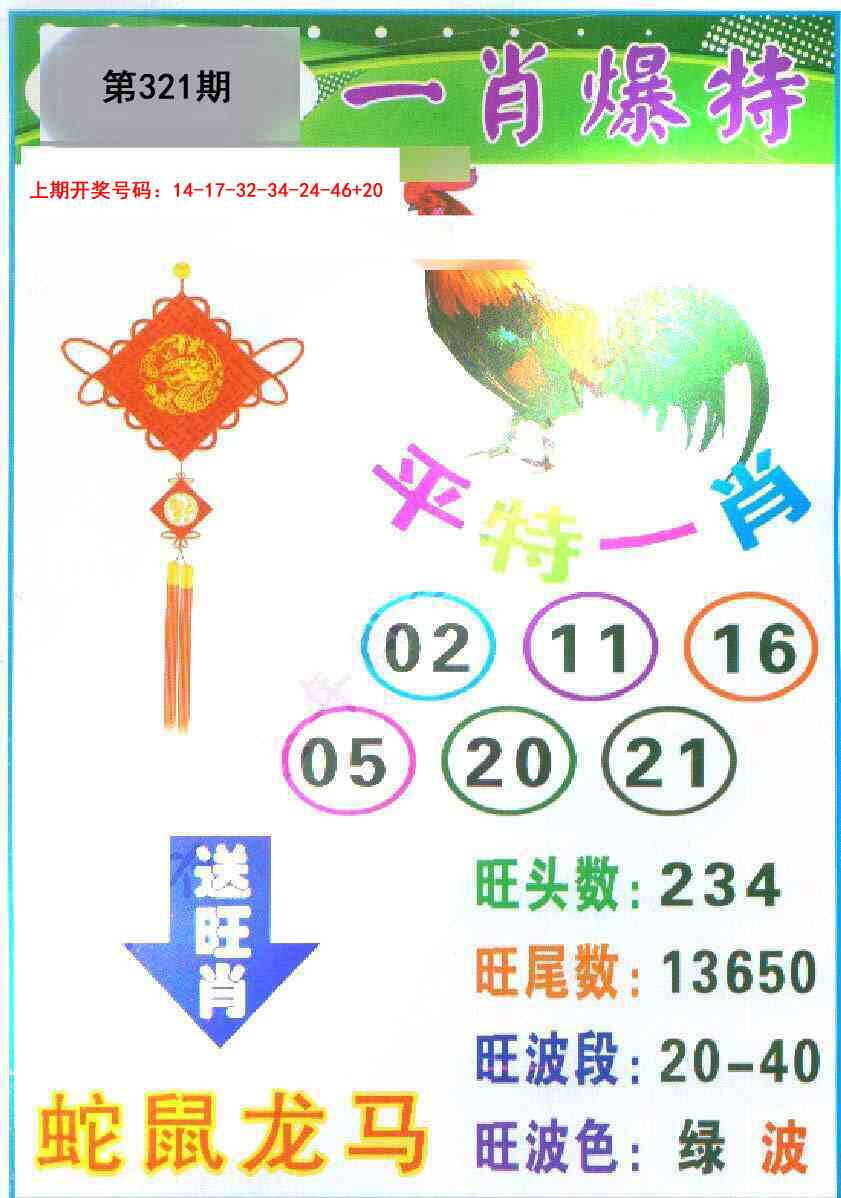 第321期
一肖爆特
上期开奖号码：14-17-32-34-24-46+20
平特一肖
02 11 16
05 20 21
送旺肖
旺头数：234
旺尾数：13650
旺波段：20-40
旺波色：绿波
蛇鼠龙马